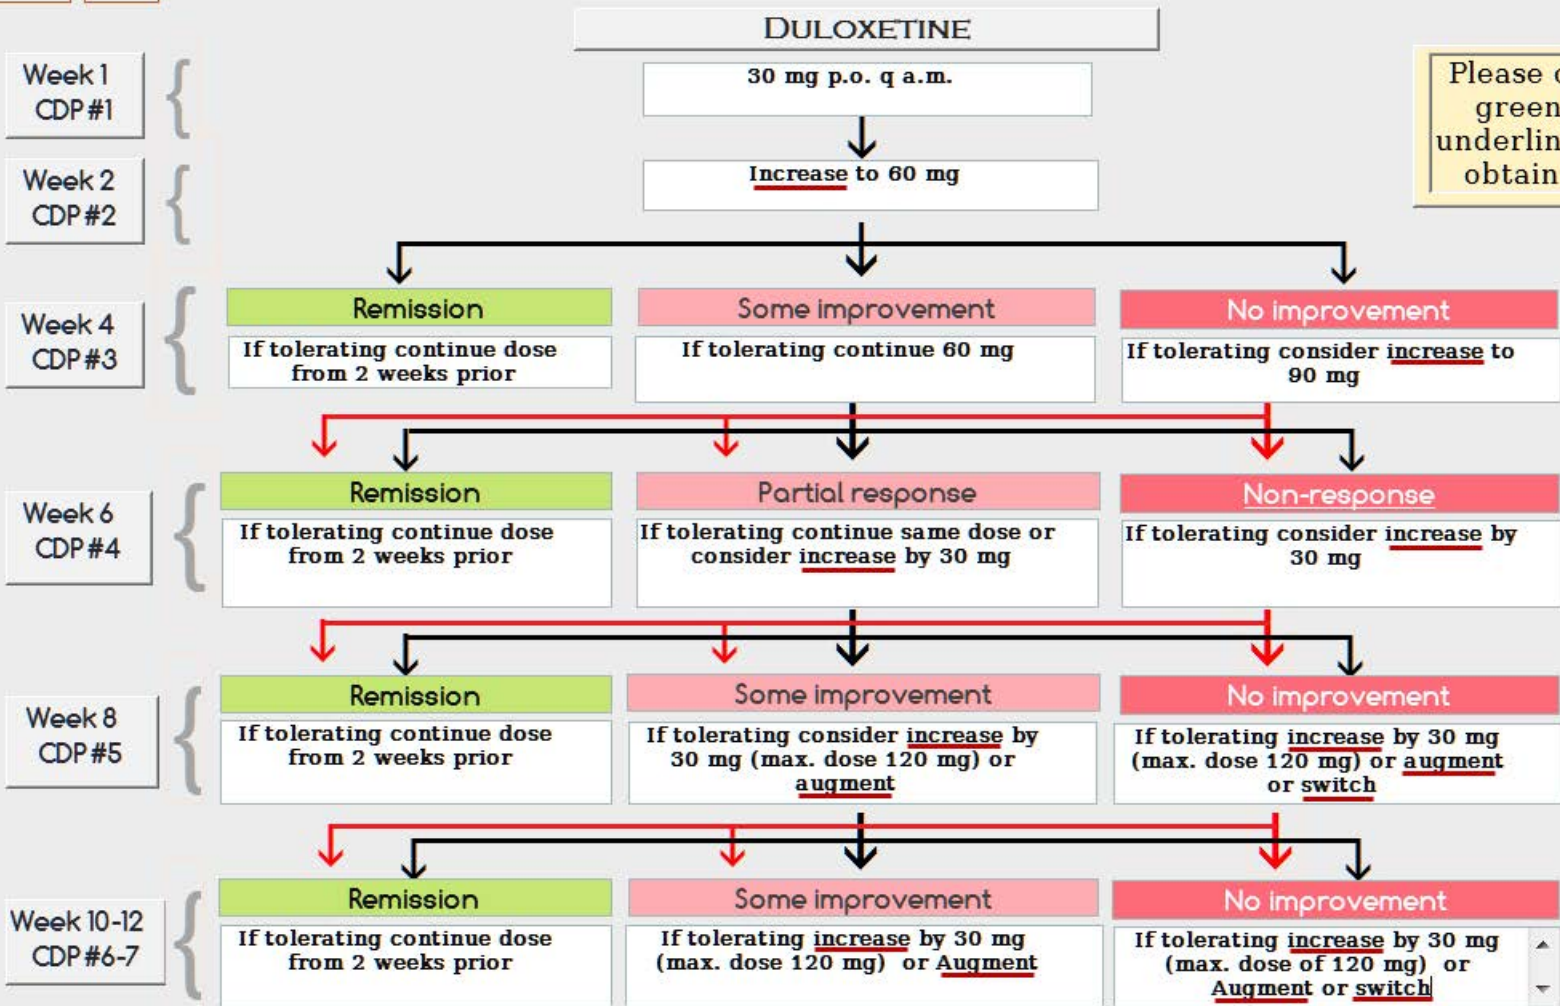 DULOXETINE
Week 1
CDP #1
30 mg p.o. q a.m.
Please
green
obtain
Week 2
CDP #2
Increase to 60 mg
Week 4
CDP #3
Remission
If tolerating continue dose
from 2 weeks prior
Some improvement
If tolerating continue 60 mg
No improvement
If tolerating consider increase to
90 mg
Week 6
CDP #4
Remission
If tolerating continue dose
from 2 weeks prior
Partial response
If tolerating continue same dose or
consider increase by 30 mg
Non-response
If tolerating consider increase by
30 mg
Week 8
CDP #5
Remission
If tolerating continue dose
from 2 weeks prior
Some improvement
If tolerating consider increase by
30 mg (max. dose 120 mg) or
augment
No improvement
If tolerating increase by 30 mg
(max. dose 120 mg) or augment
or switch
Week 10-12
CDP #6-7
Remission
If tolerating continue dose
from 2 weeks prior
Some improvement
If tolerating increase by 30 mg
(max. dose 120 mg) or Augment
No improvement
If tolerating increase by 30 mg
(max. dose of 120 mg) or
Augment or switch